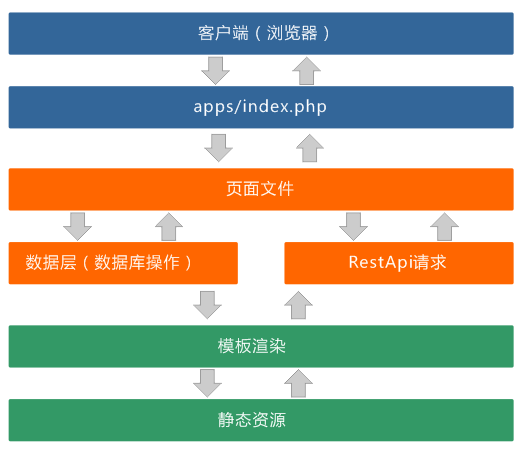 客户端（浏览器）
apps/index.php
页面文件
数据层（数据库操作）
RestApi请求
模板渲染
静态资源